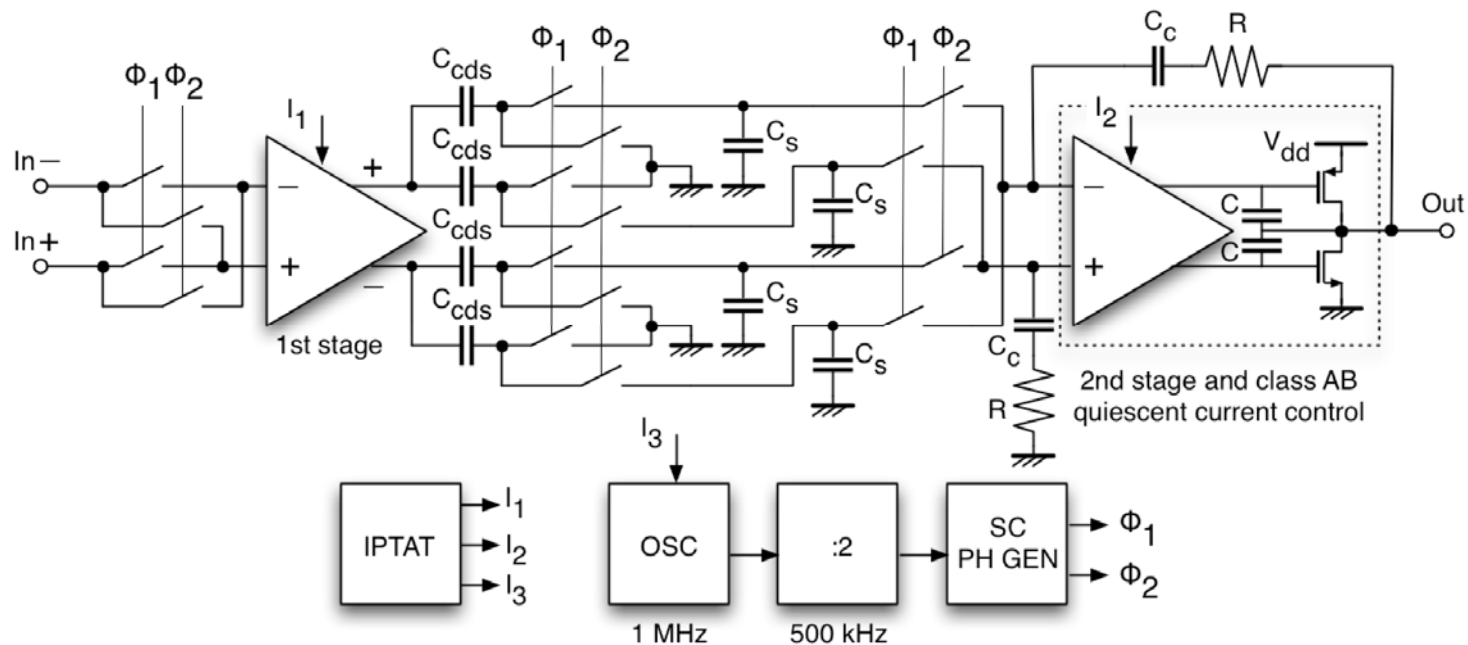 Φ1 Φ2
In−
In+
I1
−
+
+
−
1st stage
Ccds
Ccds
Ccds
Ccds
Φ1 Φ2
Cs
Cs
Cs
Cs
Φ1 Φ2
Cc R
I2
−
+
Vdd
C
C
Out
Cc
R
2nd stage and class AB
quiescent current control
IPTAT
I1
I2
I3
I3
OSC
1 MHz
:2
500 kHz
SC
PH GEN
Φ1
Φ2